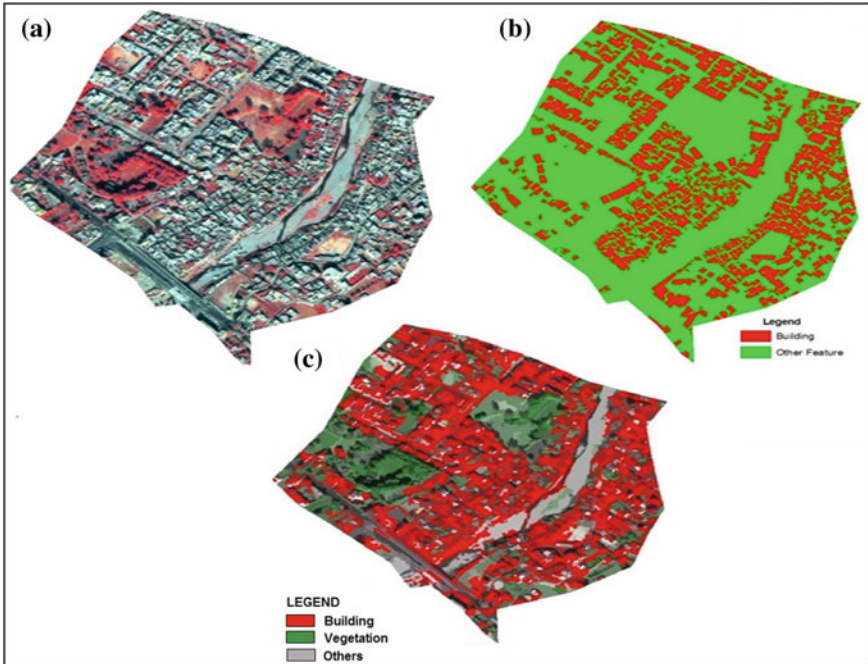 (a)
(b)
Legend
Building
Other Feature
(c)
LEGEND
Building
Vegetation
Others